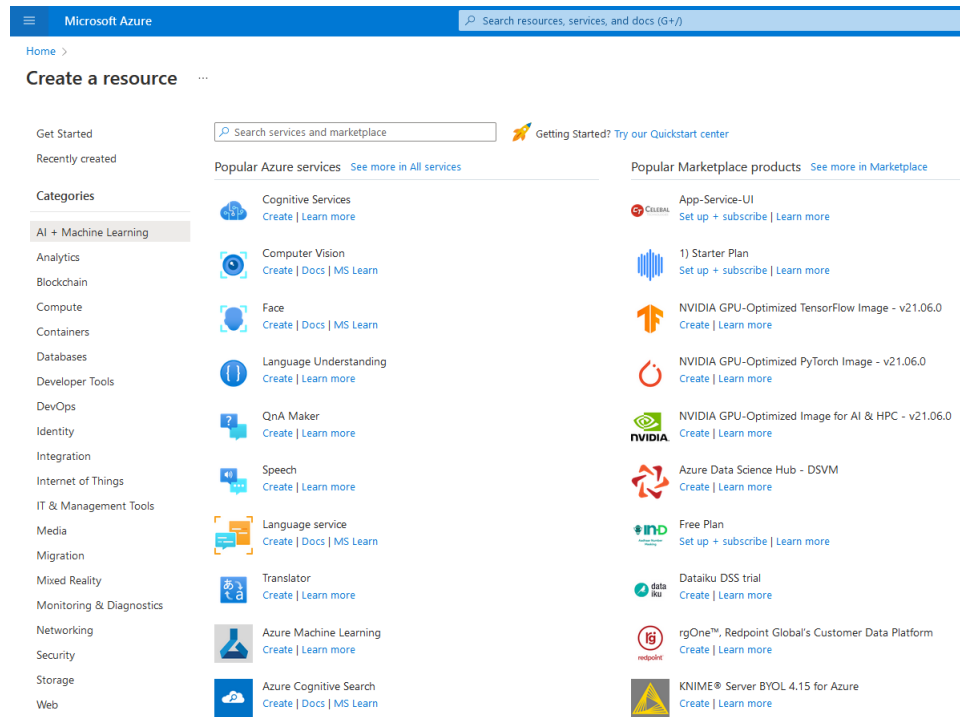 Microsoft Azure
Search resources, services, and docs (G+/)
Home >
Create a resource ...
Get Started
Recently created
Categories
AI + Machine Learning
Analytics
Blockchain
Compute
Containers
Databases
Developer Tools
DevOps
Identity
Integration
Internet of Things
IT & Management Tools
Media
Migration
Mixed Reality
Monitoring & Diagnostics
Networking
Security
Storage
Web
Search services and marketplace
Getting Started? Try our Quickstart center
Popular Azure services See more in All services
Cognitive Services
Create | Learn more
Computer Vision
Create | Docs | MS Learn
Face
Create | Docs | MS Learn
Language Understanding
Create | Learn more
QnA Maker
Create | Learn more
Speech
Create | Learn more
Language service
Create | Docs | MS Learn
Translator
Create | Learn more
Azure Machine Learning
Create | Learn more
Azure Cognitive Search
Create | Docs | MS Learn
Popular Marketplace products See more in Marketplace
CELEBAL
App-Service-UI
Set up + subscribe | Learn more
1) Starter Plan
Set up + subscribe | Learn more
NVIDIA GPU-Optimized TensorFlow Image - v21.06.0
Create | Learn more
NVIDIA GPU-Optimized PyTorch Image - v21.06.0
Create | Learn more
NVIDIA.
NVIDIA GPU-Optimized Image for AI & HPC - v21.06.0
Create | Learn more
Azure Data Science Hub - DSVM
Create | Learn more
Free Plan
Set up + subscribe | Learn more
data
iku
Dataiku DSS trial
Create | Learn more
rg
redpoint
rgOne™, Redpoint Global's Customer Data Platform
Create | Learn more
KNIME® Server BYOL 4.15 for Azure
Create | Learn more